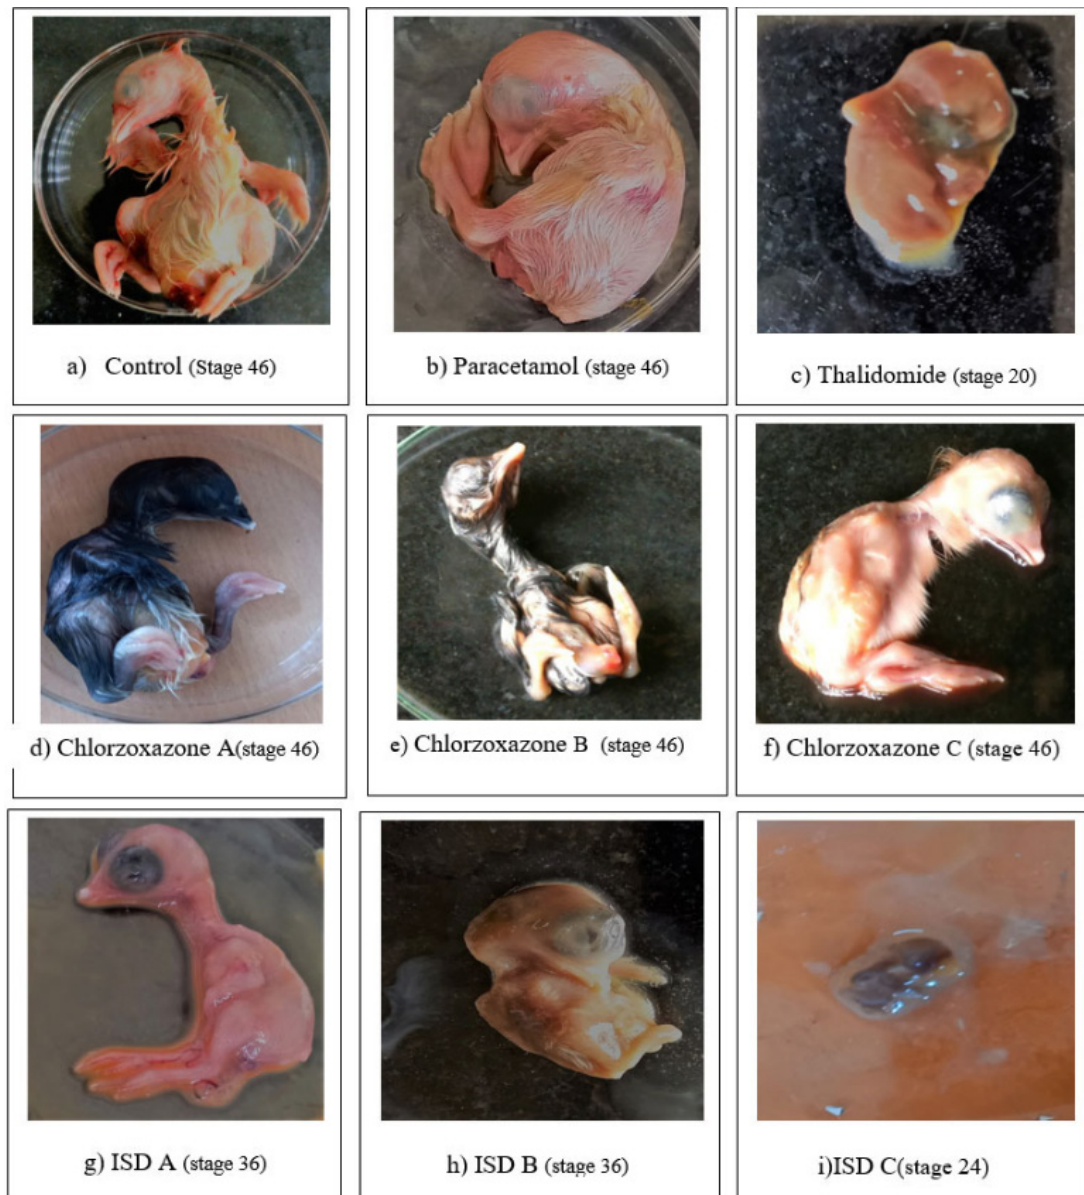 a) Control (Stage 46)
b) Paracetamol (stage 46)
c) Thalidomide (stage 20)
d) Chlorzoxazone A(stage 46)
e) Chlorzoxazone B (stage 46)
f) Chlorzoxazone C (stage 46)
g) ISD A (stage 36)
h) ISD B (stage 36)
i)ISD C(stage 24)